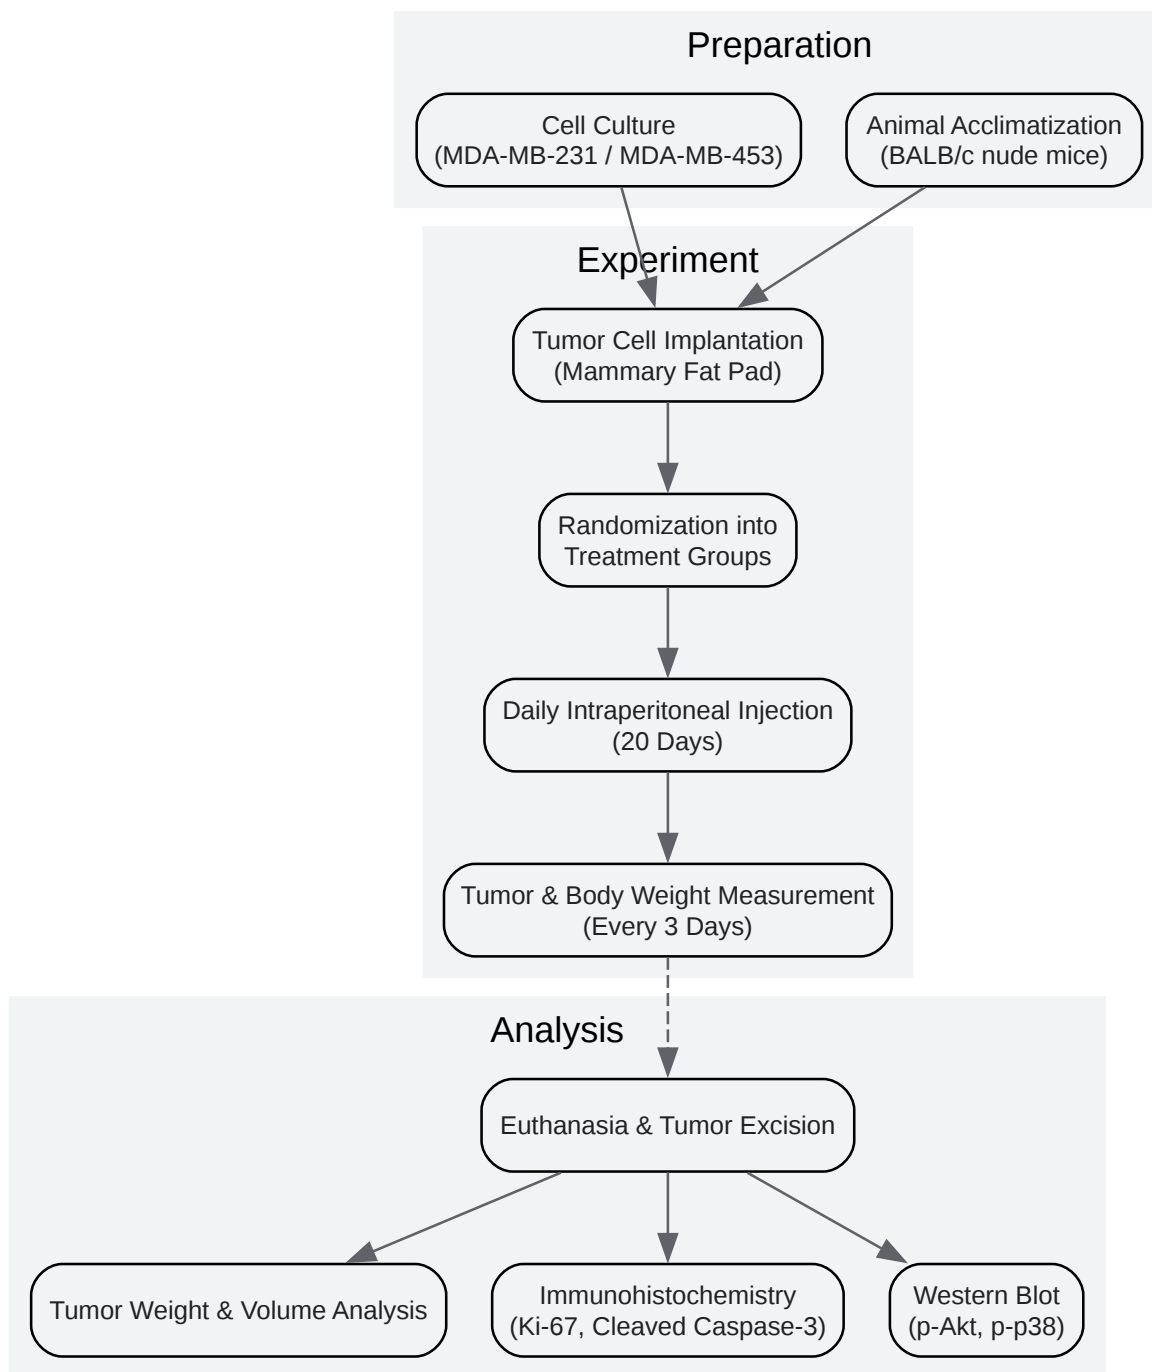 Preparation
Cell Culture
(MDA-MB-231 / MDA-MB-453)
Animal Acclimatization
(BALB/c nude mice)
Experiment
Tumor Cell Implantation
(Mammary Fat Pad)
Randomization into
Treatment Groups
Daily Intraperitoneal Injection
(20 Days)
Tumor & Body Weight Measurement
(Every 3 Days)
Analysis
Euthanasia & Tumor Excision
Tumor Weight & Volume Analysis
Immunohistochemistry
(Ki-67, Cleaved Caspase-3)
Western Blot
(p-Akt, p-p38)